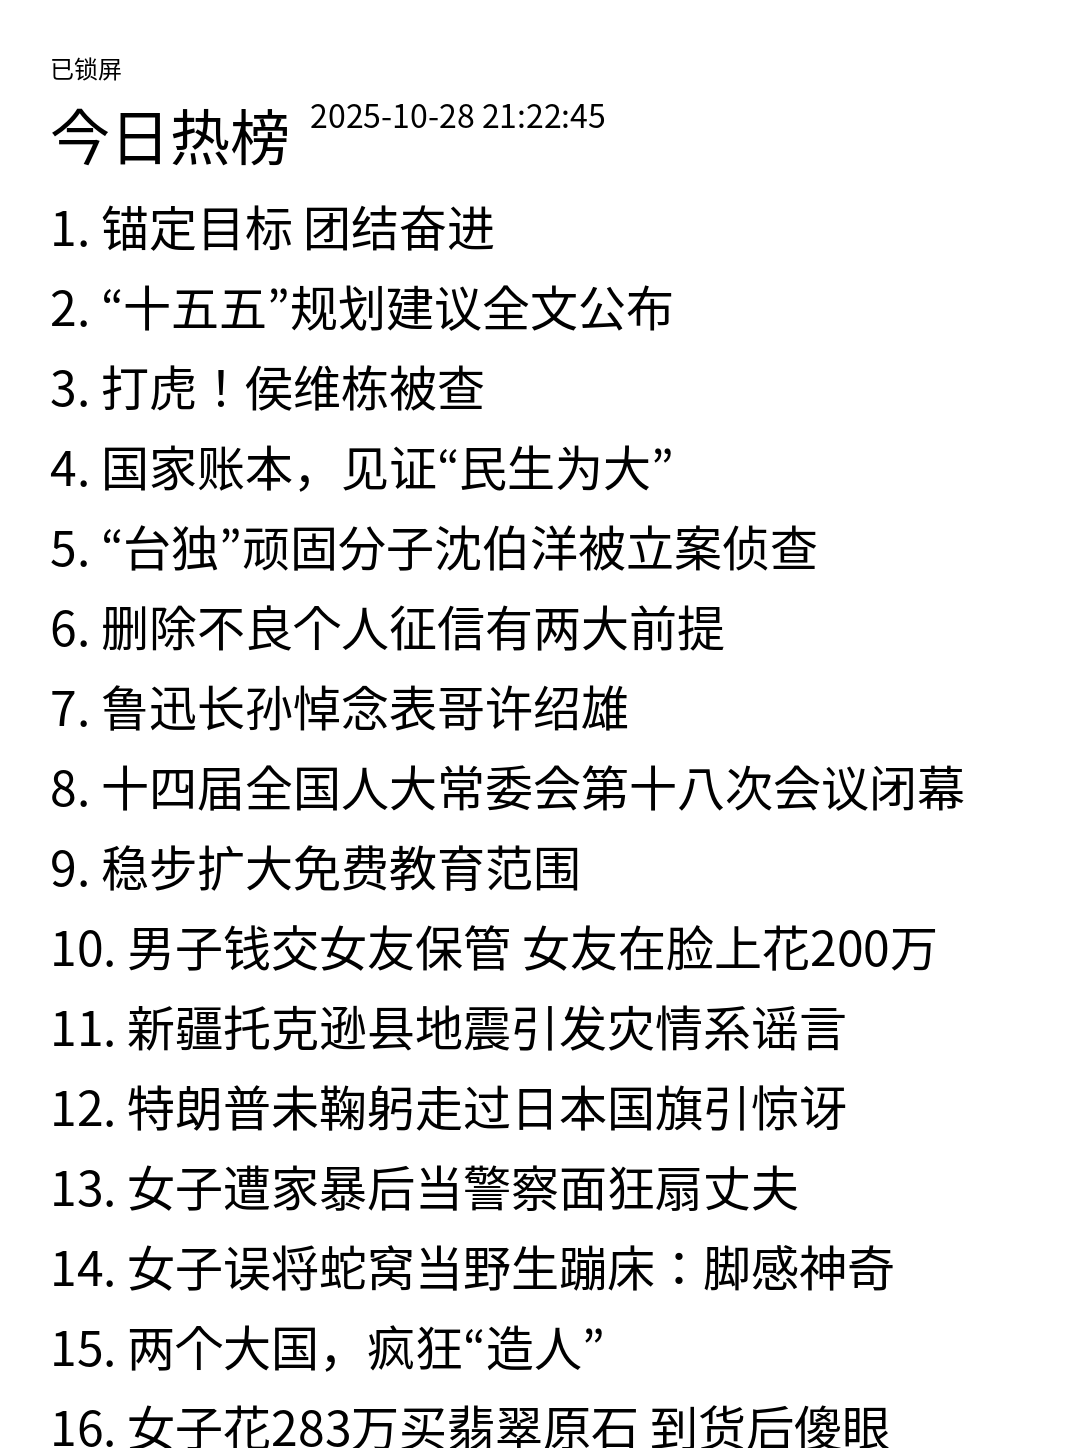 已锁屏
今日热榜 2025-10-28 21:22:45
1. 锚定目标 团结奋进
2. “十五五”规划建议全文公布
3. 打虎！侯维栋被查
4. 国家账本，见证“民生为大”
5. “台独”顽固分子沈伯洋被立案侦查
6. 删除不良个人征信有两大前提
7. 鲁迅长孙悼念表哥许绍雄
8. 十四届全国人大常委会第十八次会议闭幕
9. 稳步扩大免费教育范围
10. 男子钱交女友保管 女友在脸上花200万
11. 新疆托克逊县地震引发灾情系谣言
12. 特朗普未鞠躬走过日本国旗引惊讶
13. 女子遭家暴后当警察面狂扇丈夫
14. 女子误将蛇窝当野生蹦床：脚感神奇
15. 两个大国，疯狂“造人”
16. 女子花283万买翡翠原石 到货后傻眼